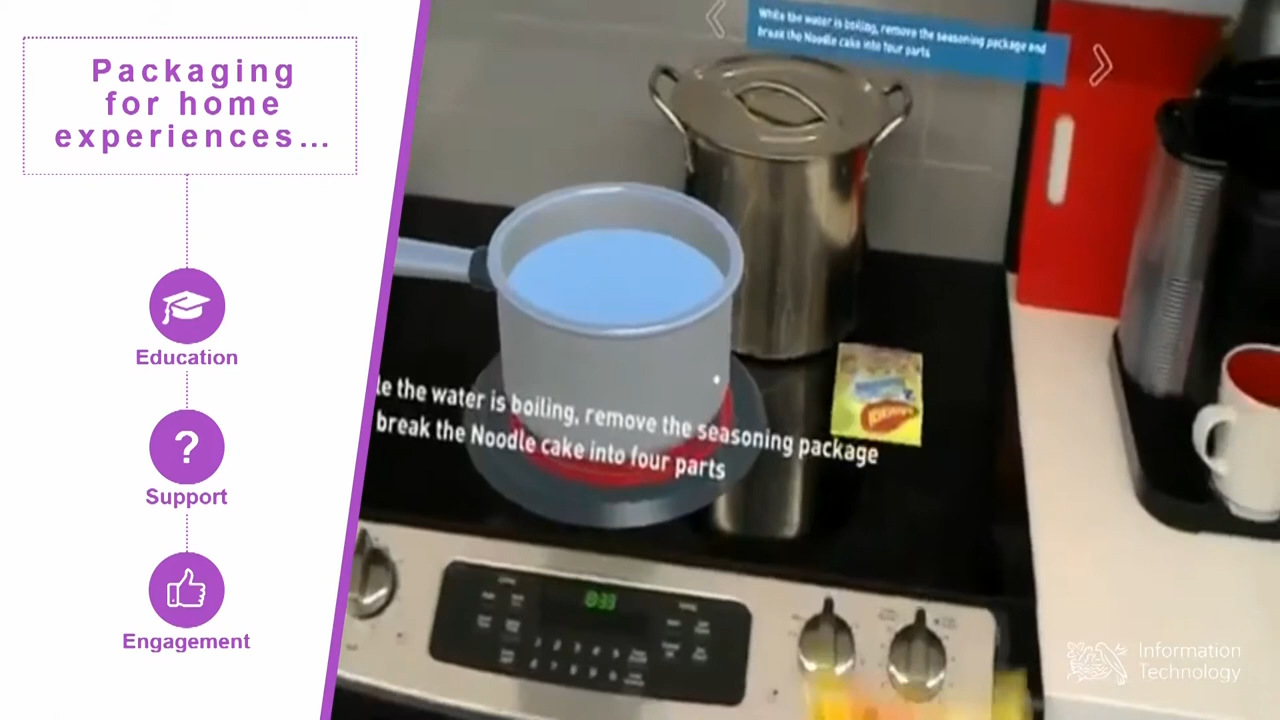 Packaging
for home
experiences...
Education
?
Support
Engagement
While the water is boiling, remove the seasoning package and
break the Noodle cake into four parts
le the water is boiling, remove the seasoning package
break the Noodle cake into four parts
8:33
Information
Technology